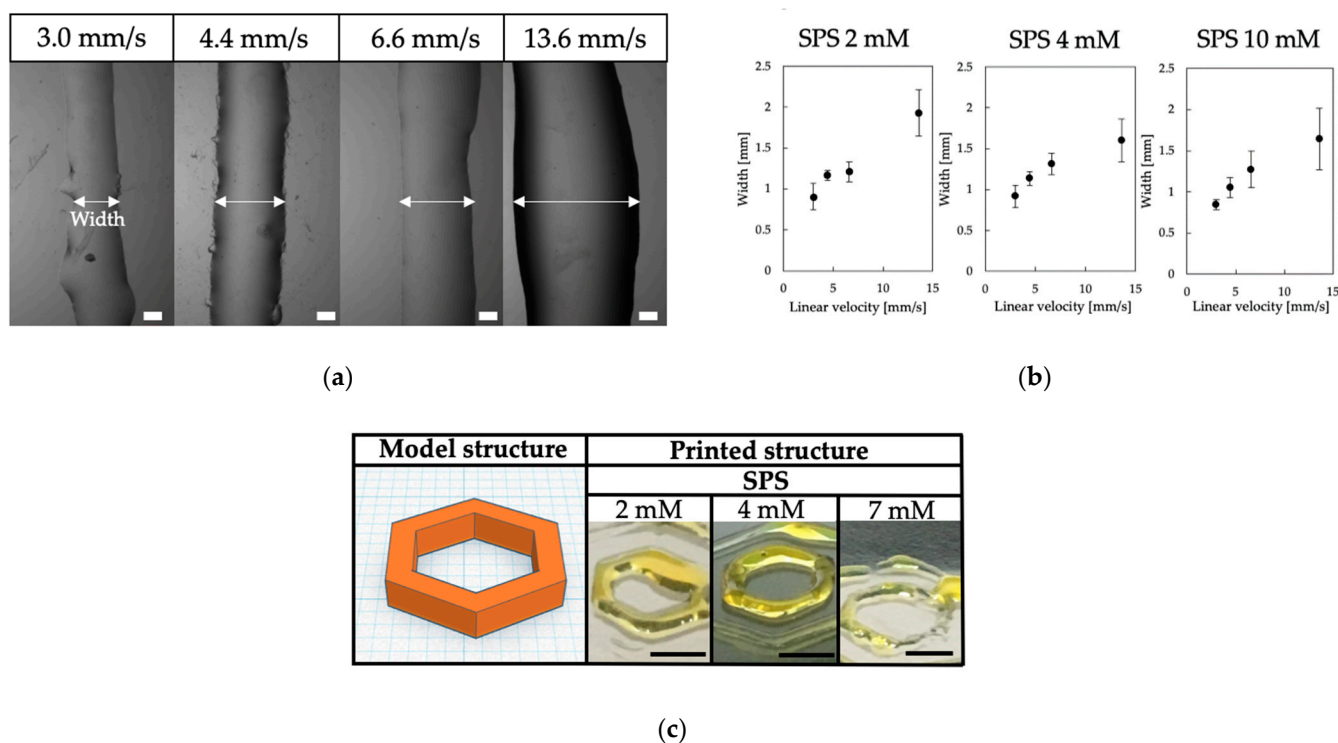 3.0 mm/s 4.4 mm/s 6.6 mm/s 13.6 mm/s
Width
(a)
SPS 2 mM SPS 4 mM SPS 10 mM
2.5 2.5 2.5
2 2 2
1.5 1.5 1.5
1 1 1
0.5 0.5 0.5
0 0 0
Width [mm] Width [mm] Width [mm]
0 5 10 15 0 5 10 15 0 5 10 15
Linear velocity [mm/s] Linear velocity [mm/s] Linear velocity [mm/s]
(b)
Model structure Printed structure
SPS
2 mM 4 mM 7 mM
(c)